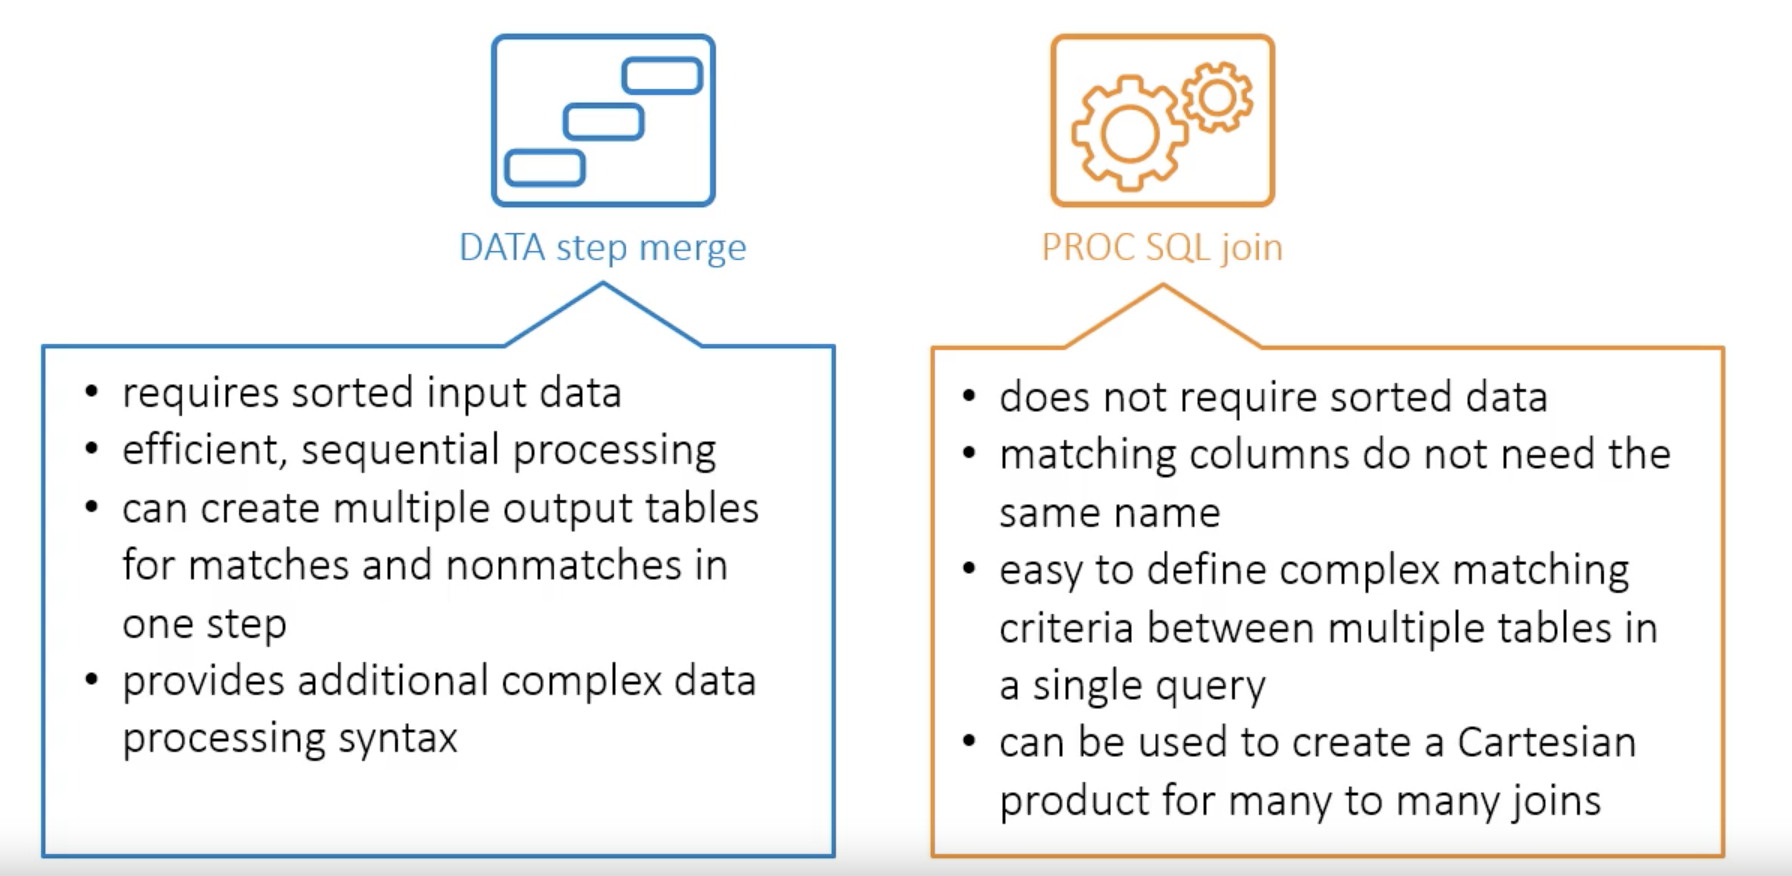 DATA step merge
• requires sorted input data
• efficient, sequential processing
• can create multiple output tables
for matches and nonmatches in
one step
• provides additional complex data
processing syntax
PROC SQL join
• does not require sorted data
• matching columns do not need the
same name
• easy to define complex matching
criteria between multiple tables in
a single query
• can be used to create a Cartesian
product for many to many joins